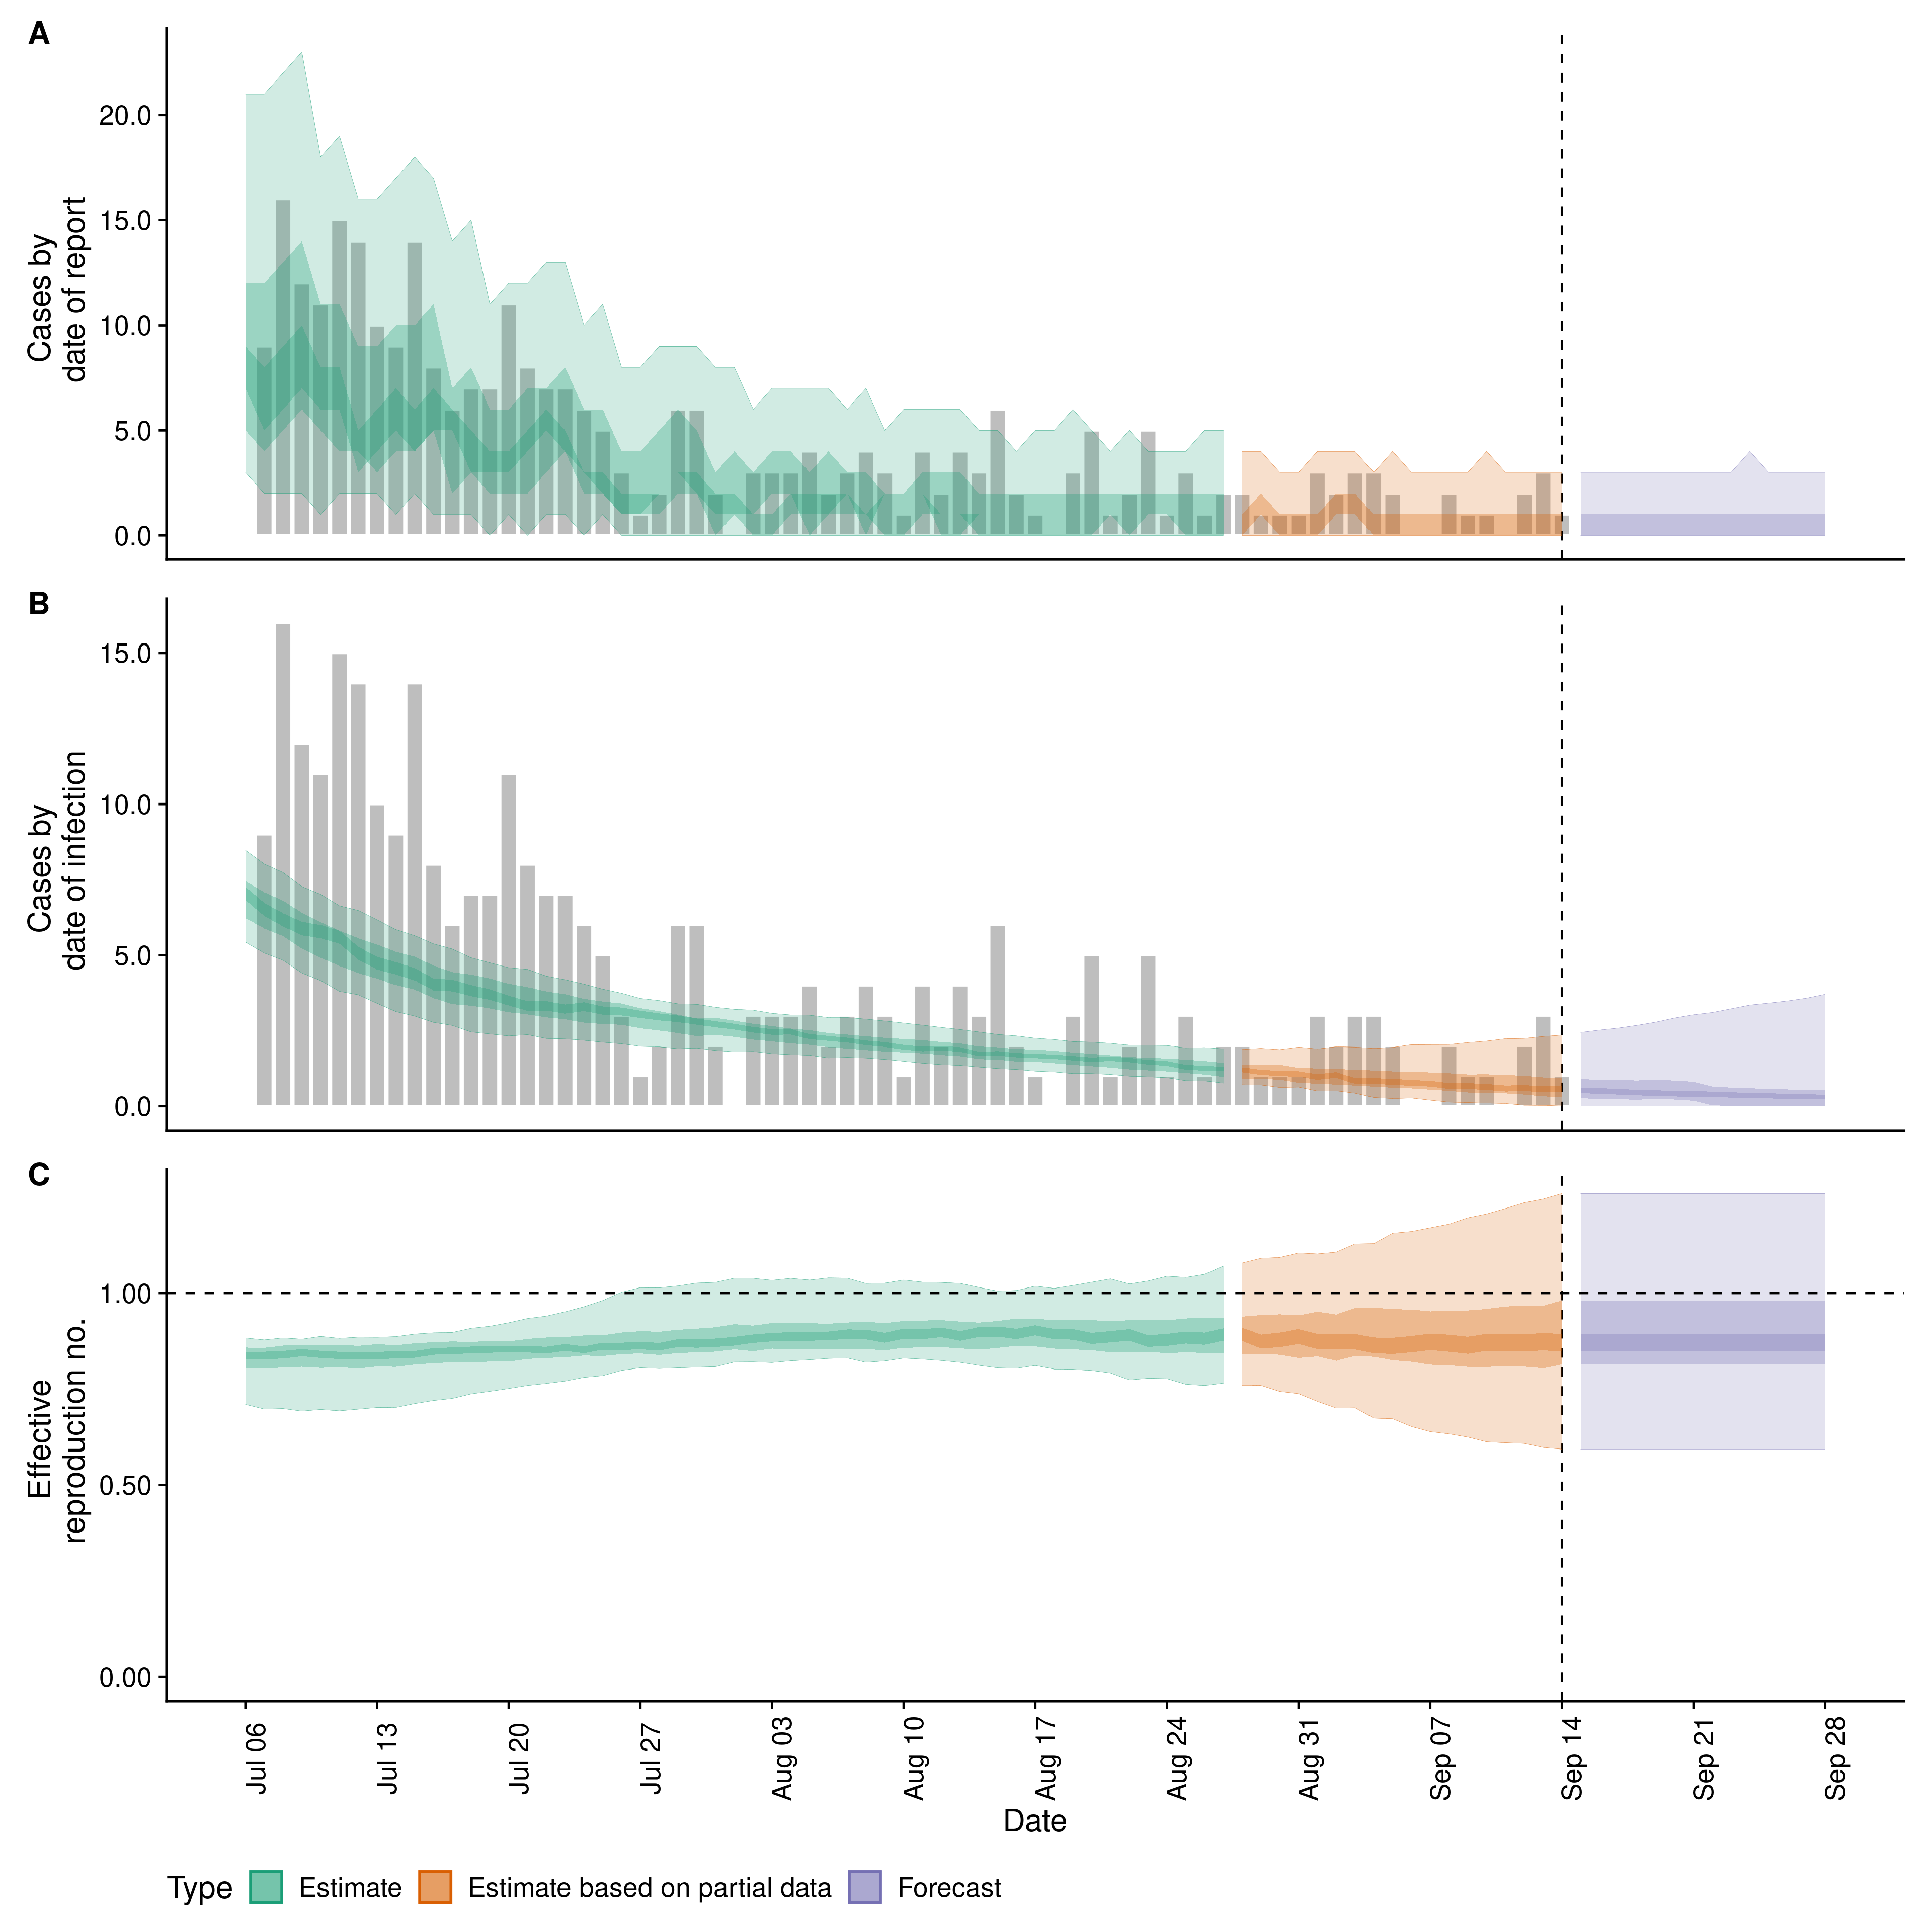 A
Cases by
date of report
20.0
15.0
10.0
5.0
0.0
B
Cases by
date of infection
15.0
10.0
5.0
0.0
C
Effective
reproduction no.
1.00
0.50
0.00
Jul 06
Jul 13
Jul 20
Jul 27
Aug 03
Aug 10
Aug 17
Aug 24
Aug 31
Sep 07
Sep 14
Sep 21
Sep 28
Date
Type Estimate Estimate based on partial data Forecast